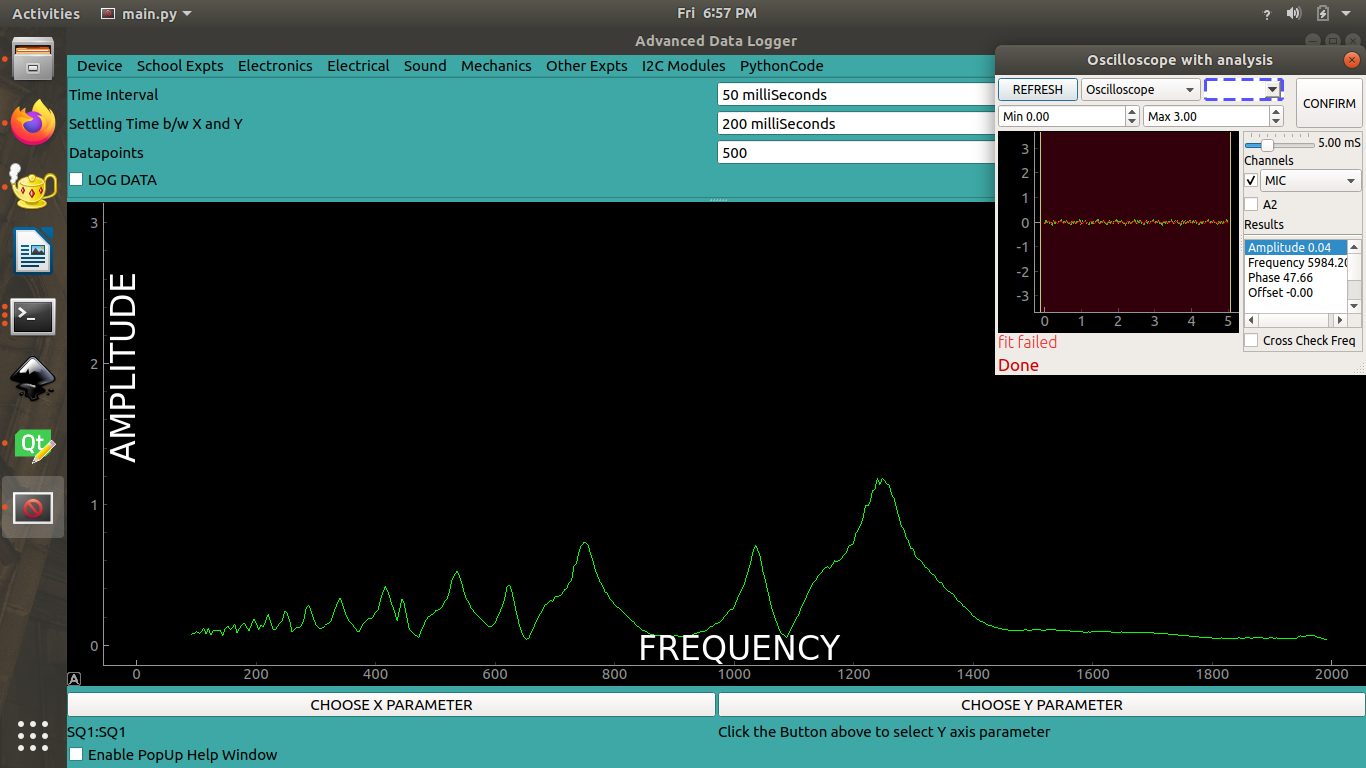 Activities main.py Fri 6:57 PM ?
Advanced Data Logger
Device School Expts Electronics Electrical Sound Mechanics Other Expts I2C Modules PythonCode
Time Interval 50 milliSeconds
Settling Time b/w X and Y 200 milliSeconds
Datapoints 500
LOG DATA
Oscilloscope with analysis
REFRESH Oscilloscope CONFIRM
Min 0.00 Max 3.00
5.00 mS
Channels
MIC
A2
Results
Amplitude 0.04
Frequency 5984.20
Phase 47.66
Offset -0.00
Cross Check Freq
3
2
1
0
-1
-2
-3
0 1 2 3 4 5
fit failed
Done
Qt
AMPLITUDE
3
2
1
0
FREQUENCY
0 200 400 600 800 1000 1200 1400 1600 1800 2000
A
CHOOSE X PARAMETER CHOOSE Y PARAMETER
SQ1:SQ1 Click the Button above to select Y axis parameter
Enable PopUp Help Window